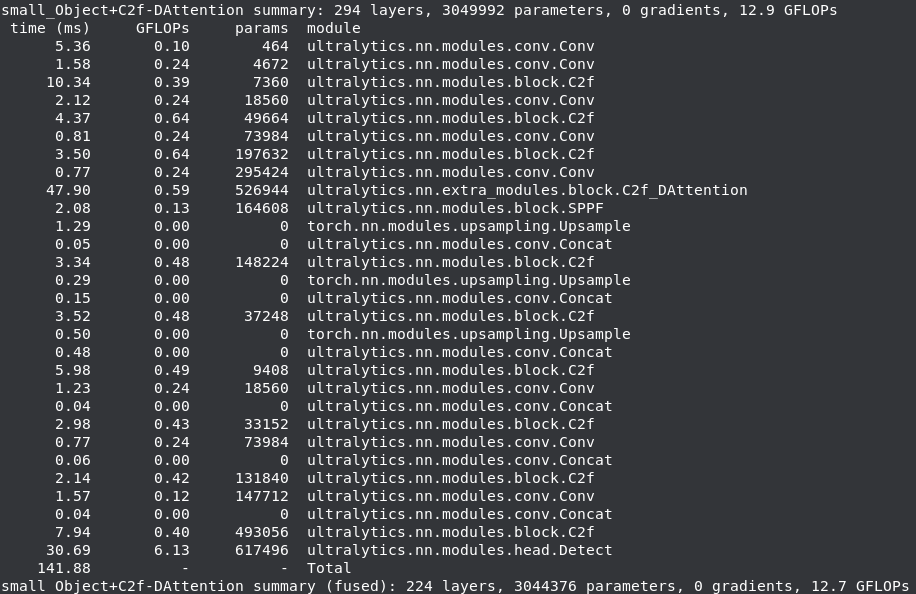 small_Object+C2f-DAttention summary: 294 layers, 3049992 parameters, 0 gradients, 12.9 GFLOPs
time (ms) GFLOPs params module
5.36 0.10 464 ultralytics.nn.modules.conv.Conv
1.58 0.24 4672 ultralytics.nn.modules.conv.Conv
10.34 0.39 7360 ultralytics.nn.modules.block.C2f
2.12 0.24 18560 ultralytics.nn.modules.conv.Conv
4.37 0.64 49664 ultralytics.nn.modules.block.C2f
0.81 0.24 73984 ultralytics.nn.modules.conv.Conv
3.50 0.64 197632 ultralytics.nn.modules.block.C2f
0.77 0.24 295424 ultralytics.nn.modules.conv.Conv
47.90 0.59 526944 ultralytics.nn.extra_modules.block.C2f_DAttention
2.08 0.13 164608 ultralytics.nn.modules.block.SPPF
1.29 0.00 0 torch.nn.modules.upsampling.Upsample
0.05 0.00 0 ultralytics.nn.modules.conv.Concat
3.34 0.48 148224 ultralytics.nn.modules.block.C2f
0.29 0.00 0 torch.nn.modules.upsampling.Upsample
0.15 0.00 0 ultralytics.nn.modules.conv.Concat
3.52 0.48 37248 ultralytics.nn.modules.block.C2f
0.50 0.00 0 torch.nn.modules.upsampling.Upsample
0.48 0.00 0 ultralytics.nn.modules.conv.Concat
5.98 0.49 9408 ultralytics.nn.modules.block.C2f
1.23 0.24 18560 ultralytics.nn.modules.conv.Conv
0.04 0.00 0 ultralytics.nn.modules.conv.Concat
2.98 0.43 33152 ultralytics.nn.modules.block.C2f
0.77 0.24 73984 ultralytics.nn.modules.conv.Conv
0.06 0.00 0 ultralytics.nn.modules.conv.Concat
2.14 0.42 131840 ultralytics.nn.modules.block.C2f
1.57 0.12 147712 ultralytics.nn.modules.conv.Conv
0.04 0.00 0 ultralytics.nn.modules.conv.Concat
7.94 0.40 493056 ultralytics.nn.modules.block.C2f
30.69 6.13 617496 ultralytics.nn.modules.head.Detect
141.88 - - Total
small Object+C2f-DAttention summary (fused): 224 layers, 3044376 parameters, 0 gradients, 12.7 GFLOPs